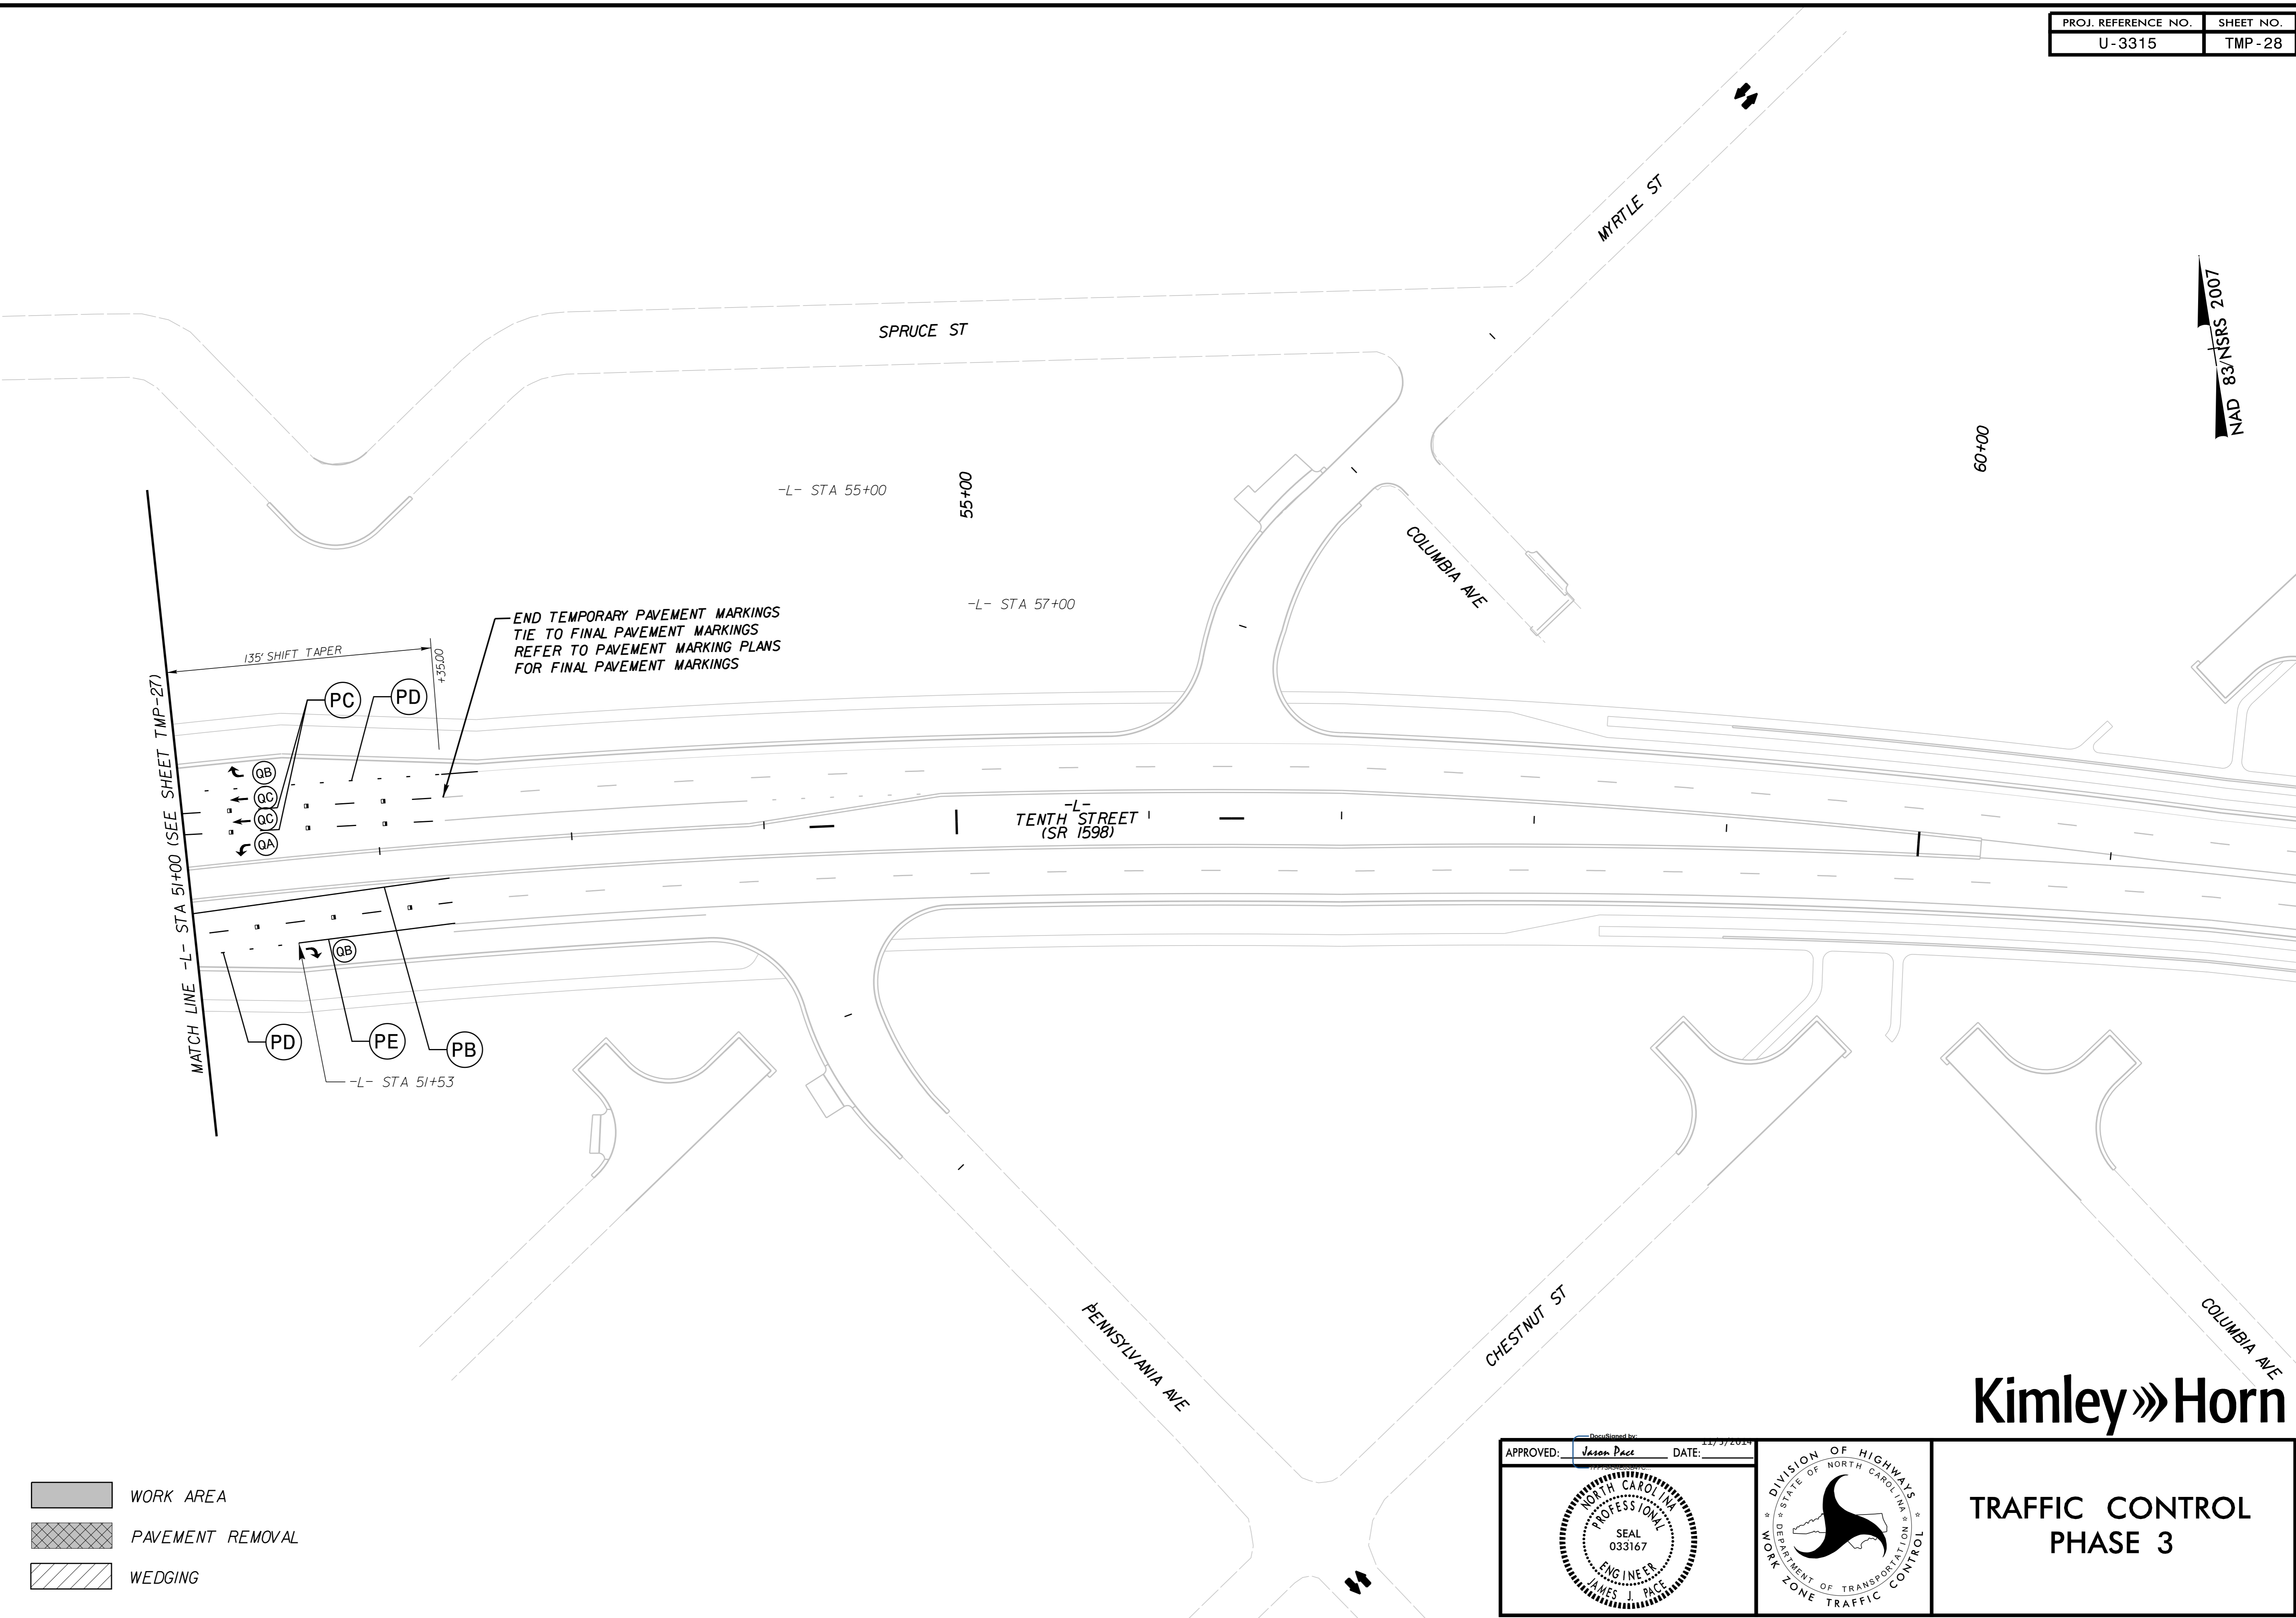 PROJ. REFERENCE NO.
SHEET NO.
U-3315
TMP-28
MYRTLE ST
SPRUCE ST
NAD 83/NSRS 2007
60+00
-L- STA 55+00
55+00
COLUMBIA AVE
-L- STA 57+00
END TEMPORARY PAVEMENT MARKINGS
TIE TO FINAL PAVEMENT MARKINGS
REFER TO PAVEMENT MARKING PLANS
FOR FINAL PAVEMENT MARKINGS
135' SHIFT TAPER
+35.00
MATCH LINE -L- STA 51+00 (SEE SHEET TMP-27)
PC
PD
QB
QC
QC
QA
-L-
TENTH STREET
(SR 1598)
QB
PD
PE
PB
-L- STA 51+53
PENNSYLVANIA AVE
CHESTNUT ST
COLUMBIA AVE
Kimley Horn
WORK AREA
PAVEMENT REMOVAL
WEDGING
DocuSigned by:
APPROVED: Jason Pace DATE: 11/3/2014
NORTH CAROLINA
PROFESSIONAL
SEAL
033167
ENGINEER
JAMES J. PACE
DIVISION OF HIGHWAYS
STATE OF NORTH CAROLINA
DEPARTMENT OF TRANSPORTATION
WORK ZONE TRAFFIC CONTROL
TRAFFIC CONTROL
PHASE 3